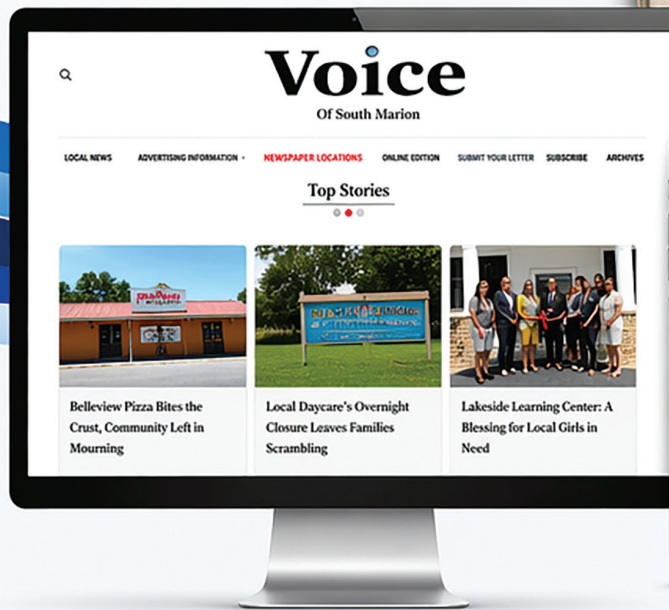 Voice
Of South Marion
LOCAL NEWS ADVERTISING INFORMATION NEWSPAPER LOCATIONS ONLINE EDITION SUBMIT YOUR LETTER SUBSCRIBE ARCHIVES
Top Stories
Belleview Pizza Bites the
Crust, Community Left in
Mourning
Local Daycare's Overnight
Closure Leaves Families
Scrambling
Lakeside Learning Center: A
Blessing for Local Girls in
Need